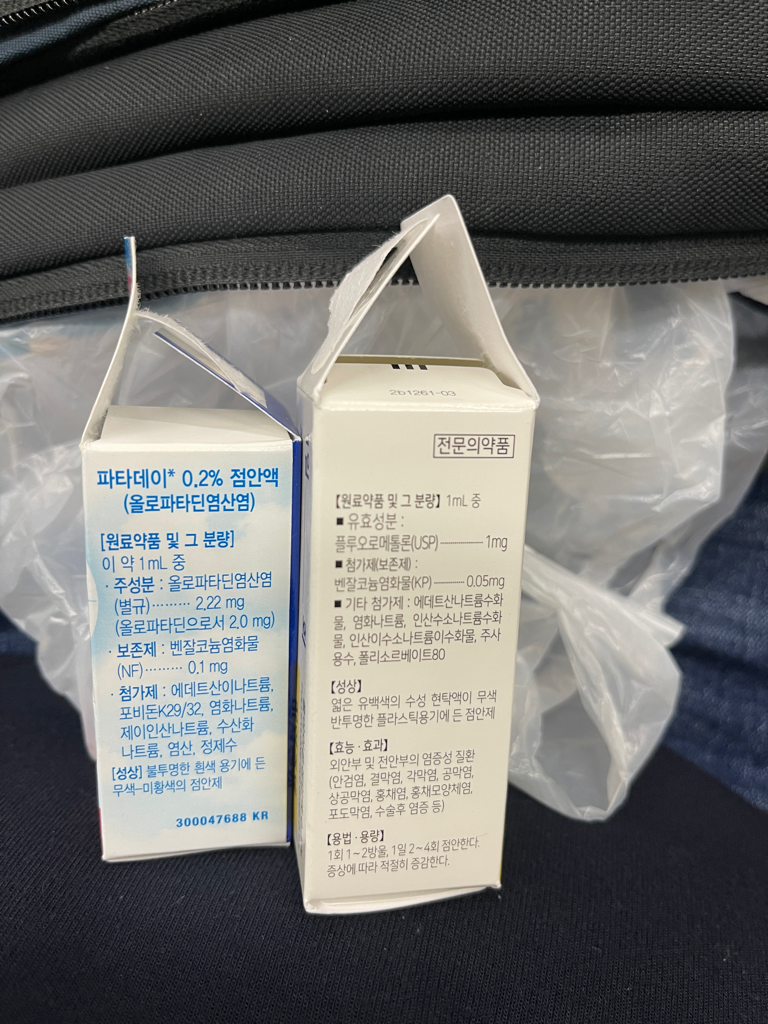 파타데이* 0.2% 점안액
(올로파타딘염산염)
[원료약품 및 그 분량]
이 약 1mL 중
· 주성분 : 올로파타딘염산염
(별규)········· 2.22 mg
(올로파타딘으로서 2.0 mg)
· 보존제 : 벤잘코늄염화물
(NF)········· 0.1 mg
· 첨가제 : 에데트산이나트륨,
포비돈K29/32, 염화나트륨,
제이인산나트륨, 수산화
나트륨, 염산, 정제수
[성상] 불투명한 흰색 용기에 든
무색–미황색의 점안제
300047688 KR
2b1261-03
전문의약품
【원료약품 및 그 분량】 1mL 중
■ 유효성분 :
플루오로메톨론(USP) ──── 1mg
■ 첨가제(보존제) :
벤잘코늄염화물(KP) ──── 0.05mg
■ 기타 첨가제 : 에데트산나트륨수화
물, 염화나트륨, 인산수소나트륨수화
물, 인산이수소나트륨이수화물, 주사
용수, 폴리소르베이트80
【성상】
엷은 유백색의 수성 현탁액이 무색
반투명한 플라스틱용기에 든 점안제
【효능·효과】
외안부 및 전안부의 염증성 질환
(안검염, 결막염, 각막염, 공막염,
상공막염, 홍채염, 홍채모양체염,
포도막염, 수술후 염증 등)
【용법·용량】
1회 1~2방울, 1일 2~4회 점안한다.
증상에 따라 적절히 증감한다.